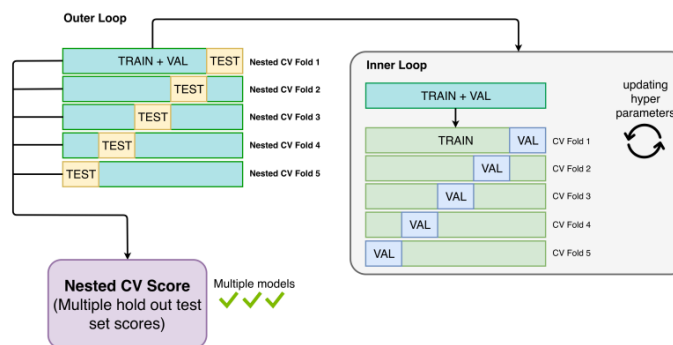 Outer Loop
TRAIN + VAL
TEST
Nested CV Fold 1
TEST
Nested CV Fold 2
TEST
Nested CV Fold 3
TEST
Nested CV Fold 4
TEST
Nested CV Fold 5
Nested CV Score
(Multiple hold out test
set scores)
Multiple models
Inner Loop
TRAIN + VAL
updating
hyper
parameters
TRAIN
VAL
CV Fold 1
VAL
CV Fold 2
VAL
CV Fold 3
VAL
CV Fold 4
VAL
CV Fold 5